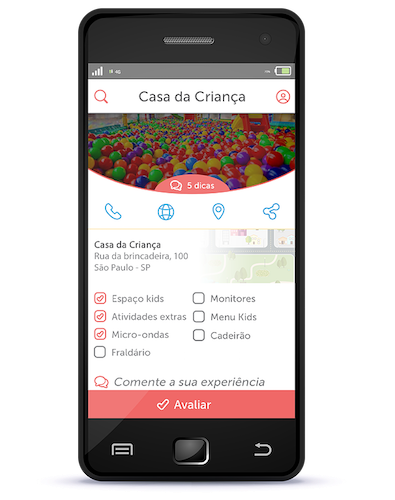 4G
Casa da Criança
5 dicas
Casa da Criança
Rua da brincadeira, 100
São Paulo - SP
Espaço kids
Monitores
Atividades extras
Menu Kids
Micro-ondas
Cadeirão
Fraldário
Comente a sua experiência
Avaliar